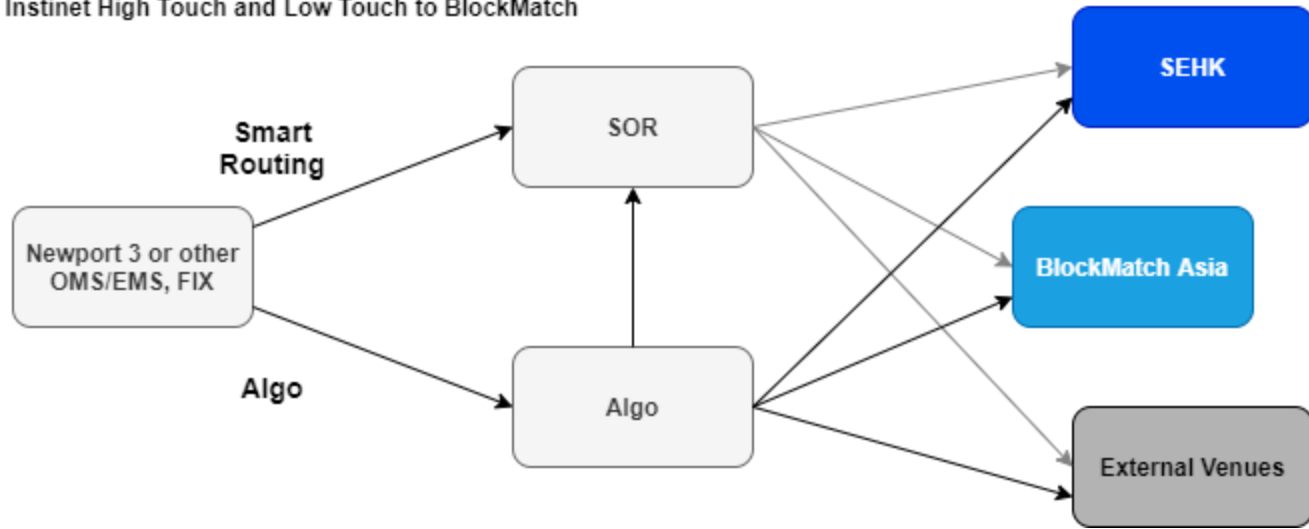 Instinet High Touch and Low Touch to BlockMatch
SEHK
SOR
Smart
Routing
Newport 3 or other
OMS/EMS, FIX
BlockMatch Asia
Algo
Algo
External Venues